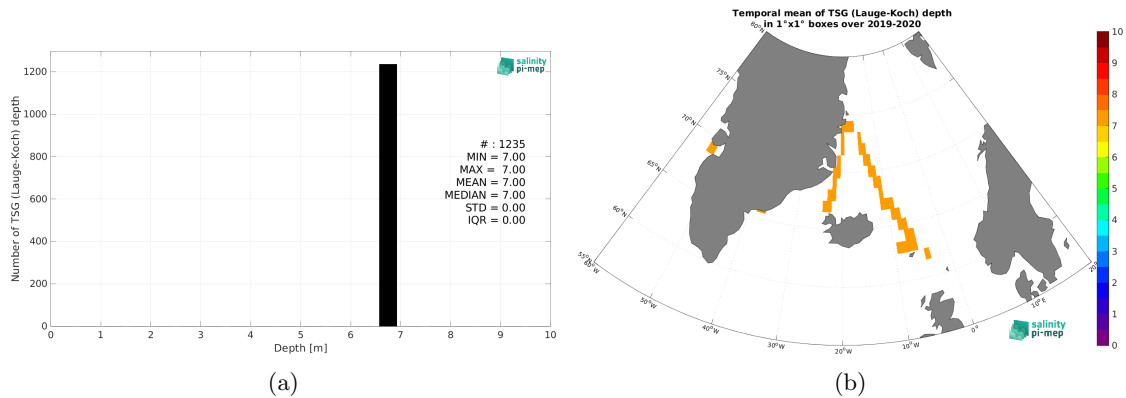 1200
1000
800
600
400
200
0
Number of TSG (Lauge-Koch) depth
salinity
pi-mep
# : 1235
MIN = 7.00
MAX = 7.00
MEAN = 7.00
MEDIAN = 7.00
STD = 0.00
IQR = 0.00
0 1 2 3 4 5 6 7 8 9 10
Depth [m]
(a)
Temporal mean of TSG (Lauge-Koch) depth
in 1°x1° boxes over 2019-2020
80°N
75°N
70°N
65°N
60°N
55°N
60°W
50°W
40°W
30°W
20°W
10°W
0°
10°E
salinity
pi-mep
10
9
8
7
6
5
4
3
2
1
0
(b)